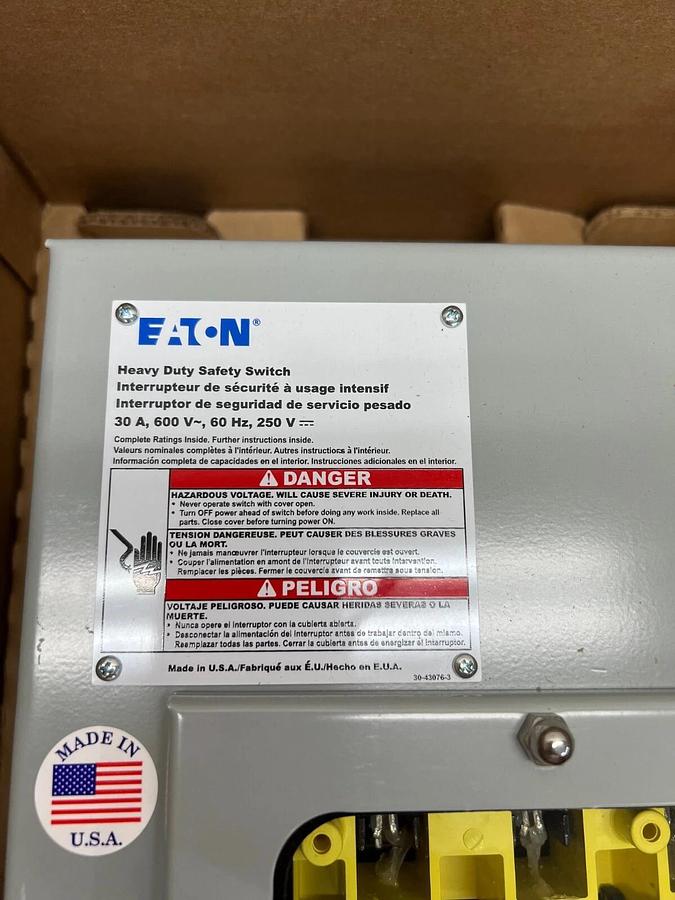 EATON®
Heavy Duty Safety Switch
Interrupteur de sécurité à usage intensif
Interruptor de seguridad de servicio pesado
30 A, 600 V~, 60 Hz, 250 V ⎓
Complete Ratings Inside. Further instructions inside.
Valeurs nominales complètes à l'intérieur. Autres instructions à l'intérieur.
Información completa de capacidades en el interior. Instrucciones adicionales en el interior.
⚠ DANGER
HAZARDOUS VOLTAGE. WILL CAUSE SEVERE INJURY OR DEATH.
• Never operate switch with cover open.
• Turn OFF power ahead of switch before doing any work inside. Replace all
parts. Close cover before turning power ON.
TENSION DANGEREUSE. PEUT CAUSER DES BLESSURES GRAVES
OU LA MORT.
• Ne jamais manœuvrer l'interrupteur lorsque le couvercle est ouvert.
• Couper l'alimentation en amont de l'interrupteur avant toute intervention.
Remplacer les pièces. Fermer le couvercle avant de remettre sous tension.
⚠ PELIGRO
VOLTAJE PELIGROSO. PUEDE CAUSAR HERIDAS SEVERAS O LA
MUERTE.
• Nunca opere el interruptor con la cubierta abierta.
• Desconectar la alimentación del interruptor antes de trabajar dentro del mismo.
Reemplazar todas las partes. Cerrar la cubierta antes de energizar el interruptor.
Made in U.S.A./Fabriqué aux É.U./Hecho en E.U.A.
30-43076-3
MADE IN
U.S.A.